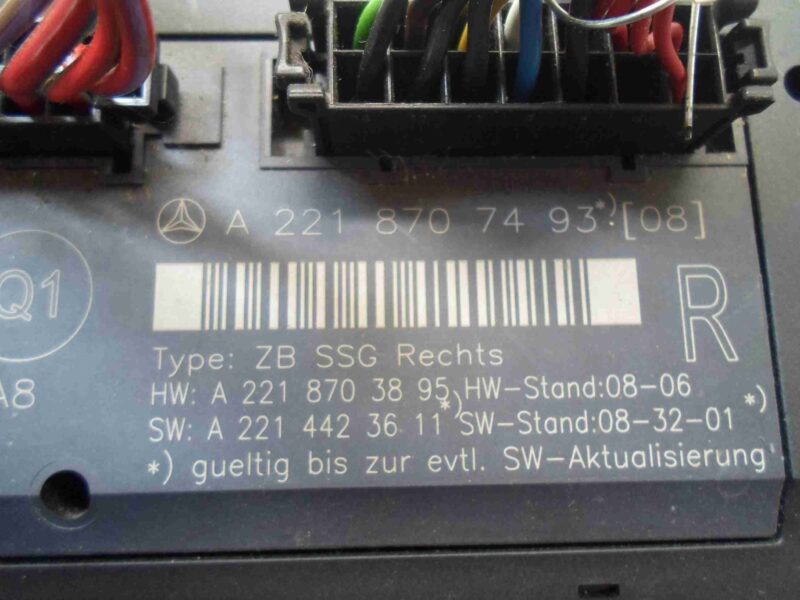 A 221 870 74 93*) [08]
Q1
R
Type: ZB SSG Rechts
A8
HW: A 221 870 38 95*) HW-Stand:08-06
SW: A 221 442 36 11*) SW-Stand:08-32-01*)
*) gueltig bis zur evtl. SW-Aktualisierung